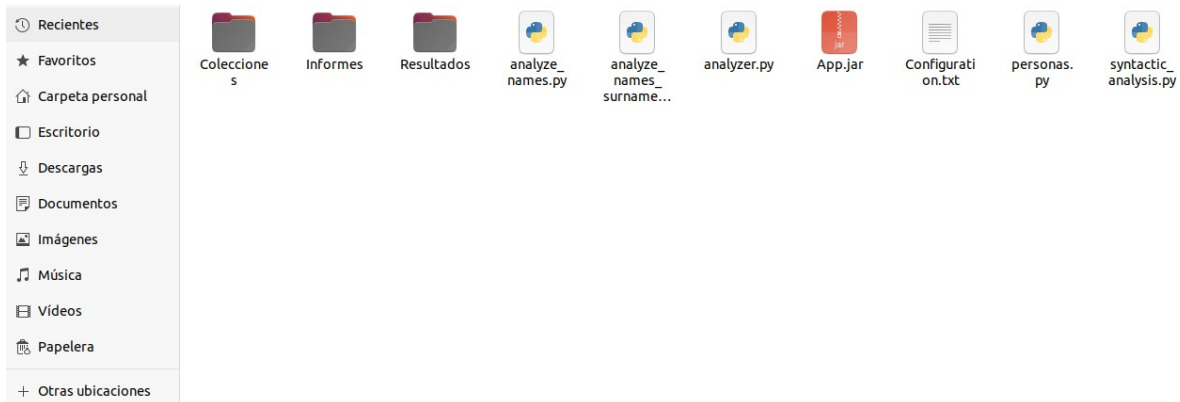 Recientes
Favoritos
Carpeta personal
Escritorio
Descargas
Documentos
Imágenes
Música
Vídeos
Papelera
Otras ubicaciones
Coleccione
s
Informes
Resultados
analyze_
names.py
analyze_
names_
surname…
analyzer.py
jar
App.jar
Configurati
on.txt
personas.
py
syntactic_
analysis.py